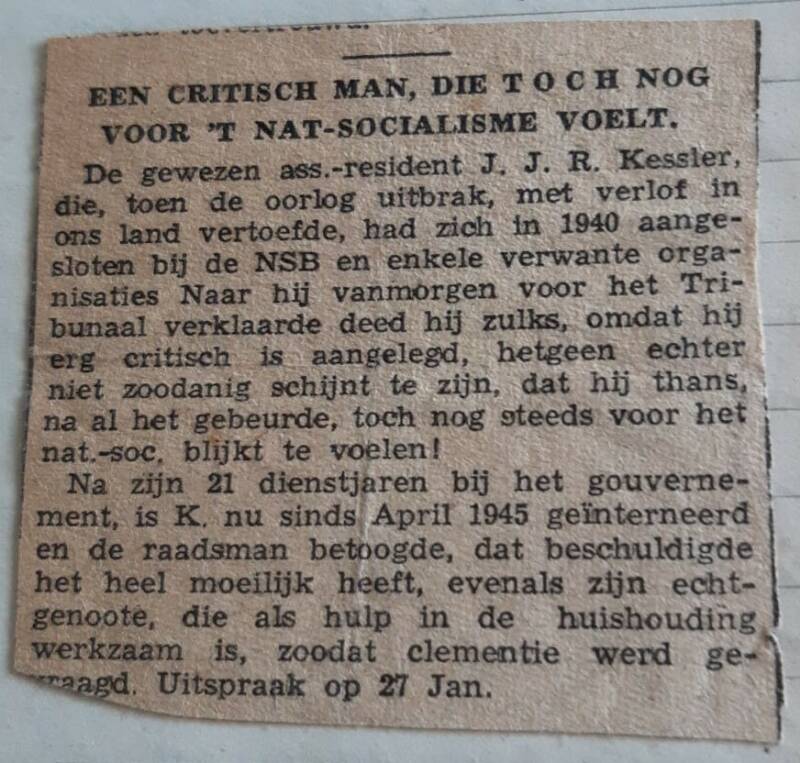 EEN CRITISCH MAN, DIE TOCH NOG
VOOR 'T NAT-SOCIALISME VOELT.
De gewezen ass.-resident J. J. R. Kessler,
die, toen de oorlog uitbrak, met verlof in
ons land vertoefde, had zich in 1940 aange-
sloten bij de NSB en enkele verwante orga-
nisaties Naar hij vanmorgen voor het Tri-
bunaal verklaarde deed hij zulks, omdat hij
erg critisch is aangelegd, hetgeen echter
niet zoodanig schijnt te zijn, dat hij thans,
na al het gebeurde, toch nog steeds voor het
nat.-soc. blijkt te voelen!
Na zijn 21 dienstjaren bij het gouverne-
ment, is K. nu sinds April 1945 geïnterneerd
en de raadsman betoogde, dat beschuldigde
het heel moeilijk heeft, evenals zijn echt-
genoote, die als hulp in de huishouding
werkzaam is, zoodat clementie werd ge-
vraagd. Uitspraak op 27 Jan.